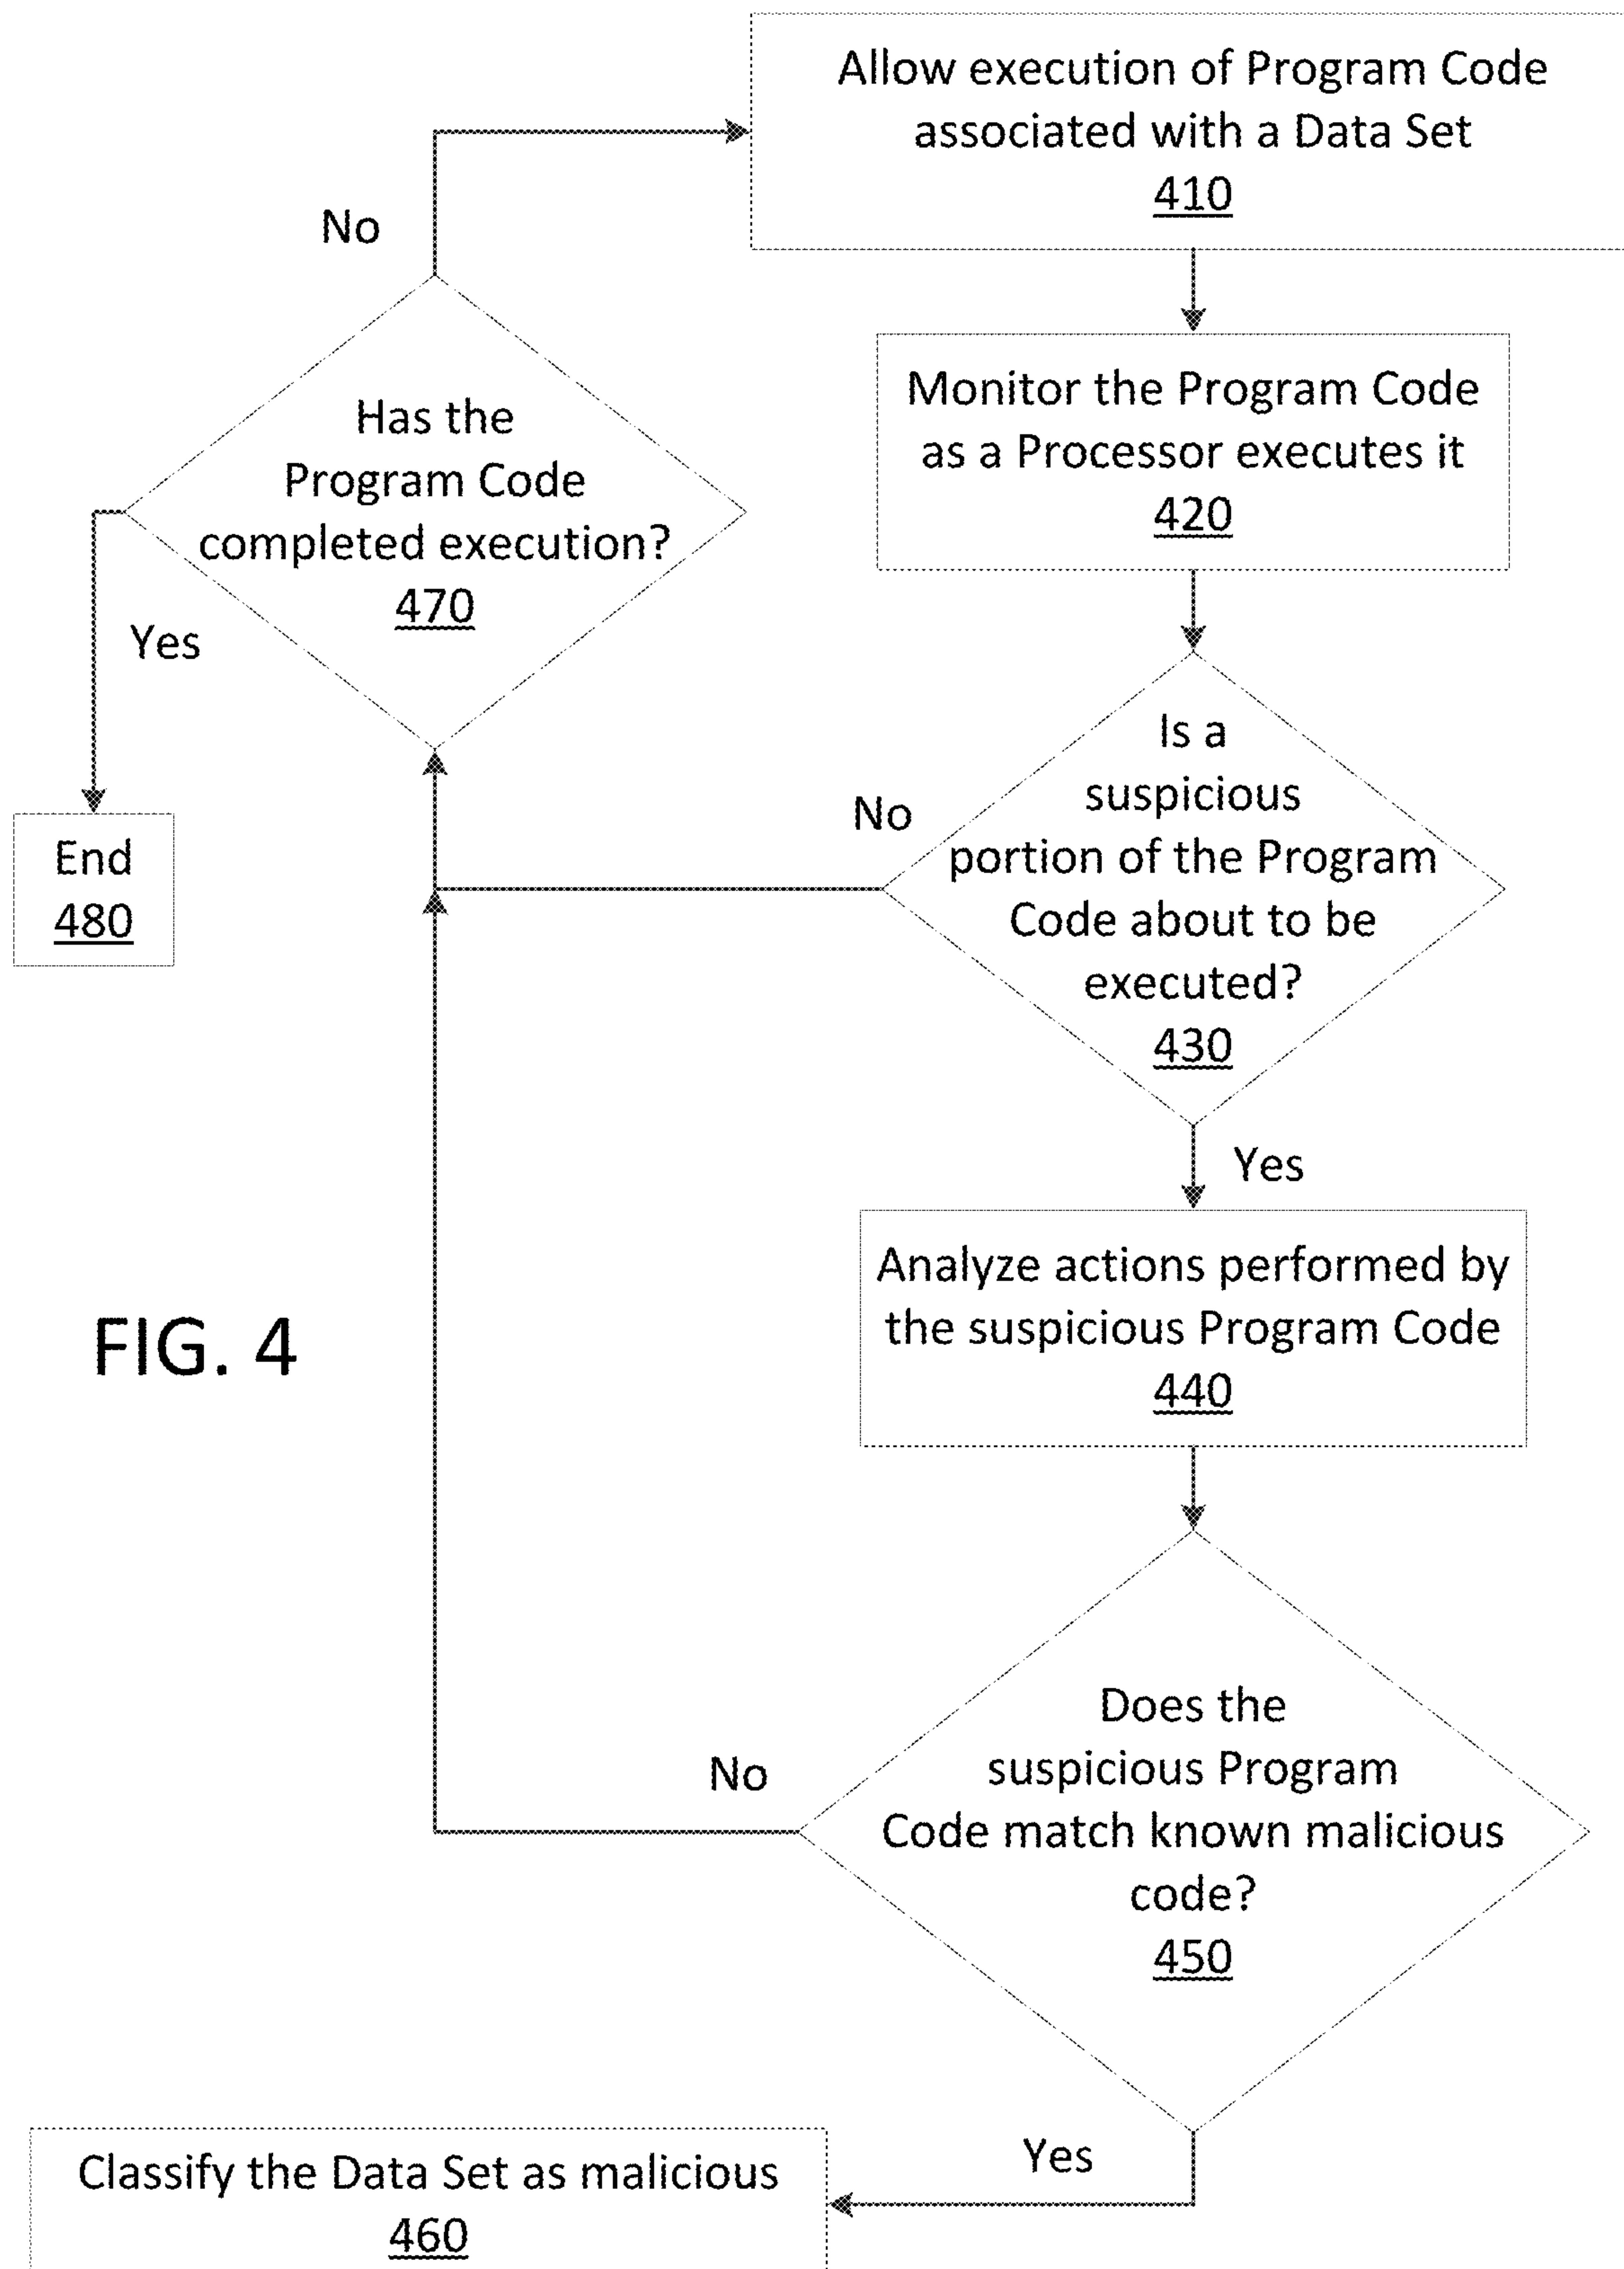 Allow execution of Program Code
associated with a Data Set
410
No
Monitor the Program Code
as a Processor executes it
420
Has the
Program Code
completed execution?
470
Yes
Is a
suspicious
portion of the Program
Code about to be
executed?
430
No
End
480
Yes
Analyze actions performed by
the suspicious Program Code
440
FIG. 4
Does the
suspicious Program
Code match known malicious
code?
450
No
Yes
Classify the Data Set as malicious
460